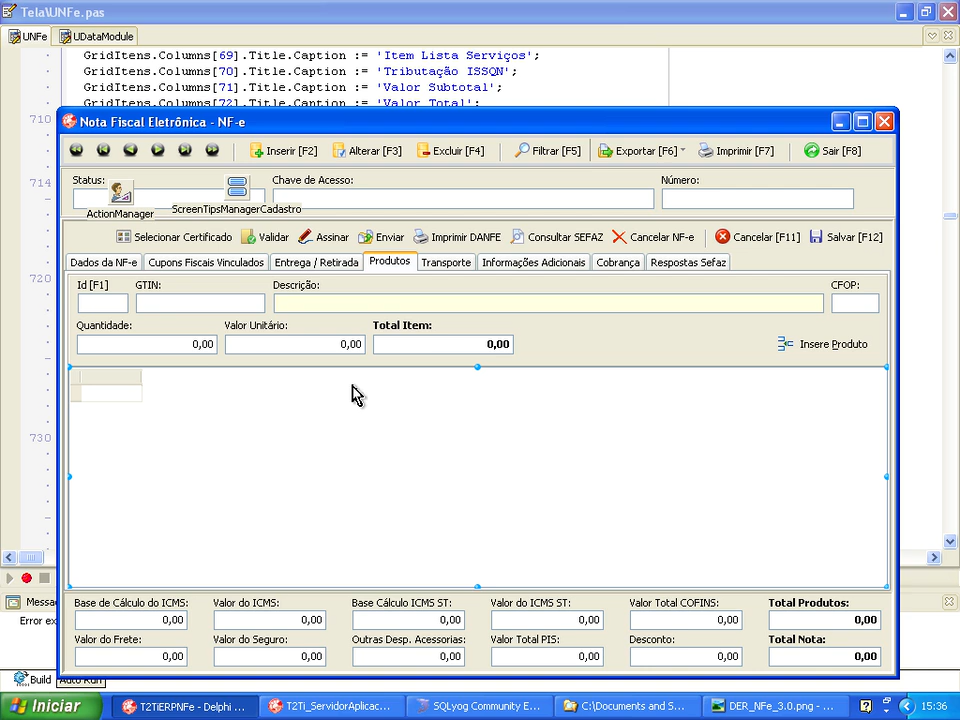 Tela\UNFe.pas
UNFe UDataModule
GridItens.Columns[69].Title.Caption := 'Item Lista Serviços';
GridItens.Columns[70].Title.Caption := 'Tributação ISSQN';
GridItens.Columns[71].Title.Caption := 'Valor Subtotal';
GridItens.Columns[72].Title.Caption := 'Valor Total';
710
714
720
730
Nota Fiscal Eletrônica - NF-e
Inserir [F2] Alterar [F3] Excluir [F4] Filtrar [F5] Exportar [F6] Imprimir [F7] Sair [F8]
Status: Chave de Acesso: Número:
ActionManager ScreenTipsManagerCadastro
Selecionar Certificado Validar Assinar Enviar Imprimir DANFE Consultar SEFAZ Cancelar NF-e Cancelar [F11] Salvar [F12]
Dados da NF-e Cupons Fiscais Vinculados Entrega / Retirada Produtos Transporte Informações Adicionais Cobrança Respostas Sefaz
Id [F1] GTIN: Descrição: CFOP:
Quantidade: Valor Unitário: Total Item:
0,00 0,00 0,00 Insere Produto
Base de Cálculo do ICMS: Valor do ICMS: Base Cálculo ICMS ST: Valor do ICMS ST: Valor Total COFINS: Total Produtos:
0,00 0,00 0,00 0,00 0,00 0,00
Valor do Frete: Valor do Seguro: Outras Desp. Acessorias: Valor Total PIS: Desconto: Total Nota:
0,00 0,00 0,00 0,00 0,00 0,00
Messa
Error ex
Build Auto Run
Iniciar T2TiERPNFe - Delphi ... T2Ti_ServidorAplicac... SQLyog Community E... C:\Documents and S... DER_NFe_3.0.png - ... 15:36